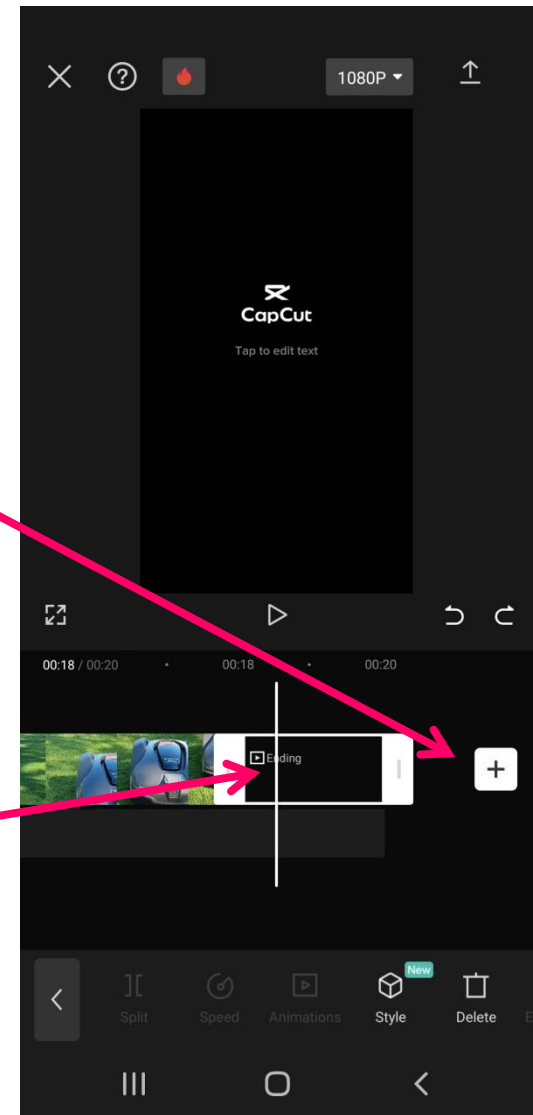 1080P
CapCut
Tap to edit text
00:18 / 00:20
00:18
00:20
Ending
New
Split
Speed
Animations
Style
Delete
E